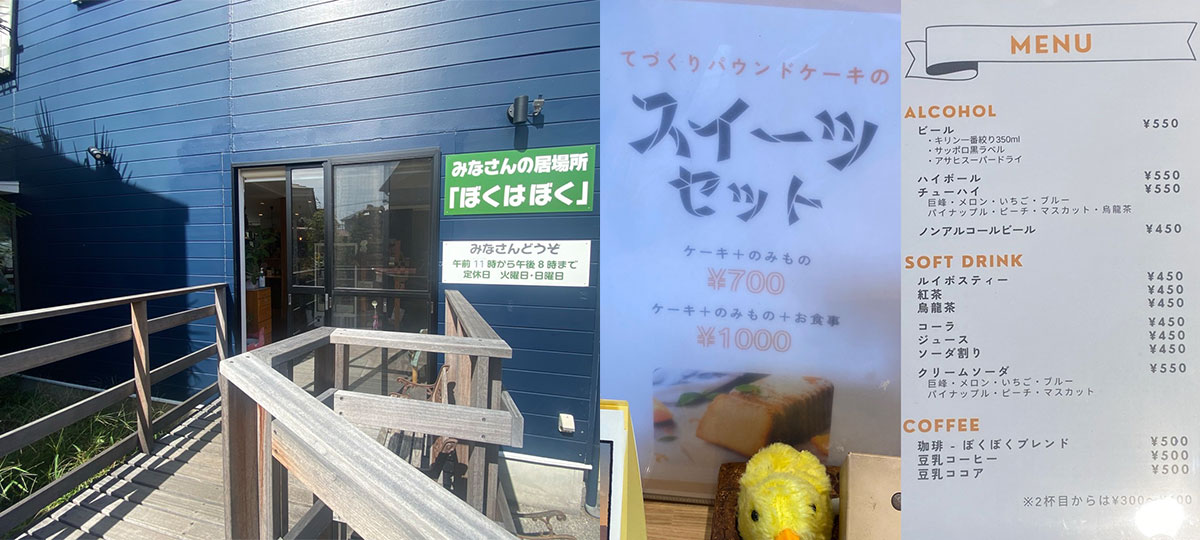 みなさんの居場所
「ぼくはぼく」
みなさんどうぞ
午前11時から午後8時まで
定休日 火曜日・日曜日
てづくりパウンドケーキの
スイーツ
セット
ケーキ+のみもの
¥700
ケーキ+のみもの+お食事
¥1000
MENU
ALCOHOL
ビール ¥550
・キリン一番絞り350ml
・サッポロ黒ラベル
・アサヒスーパードライ
ハイボール ¥550
チューハイ ¥550
巨峰・メロン・いちご・ブルー
パイナップル・ピーチ・マスカット・烏龍茶
ノンアルコールビール ¥450
SOFT DRINK
ルイボスティー ¥450
紅茶 ¥450
烏龍茶 ¥450
コーラ ¥450
ジュース ¥450
ソーダ割り ¥450
クリームソーダ ¥550
巨峰・メロン・いちご・ブルー
パイナップル・ピーチ・マスカット
COFFEE
珈琲 - ぼくぼくブレンド ¥500
豆乳コーヒー ¥500
豆乳ココア ¥500
※2杯目からは¥300